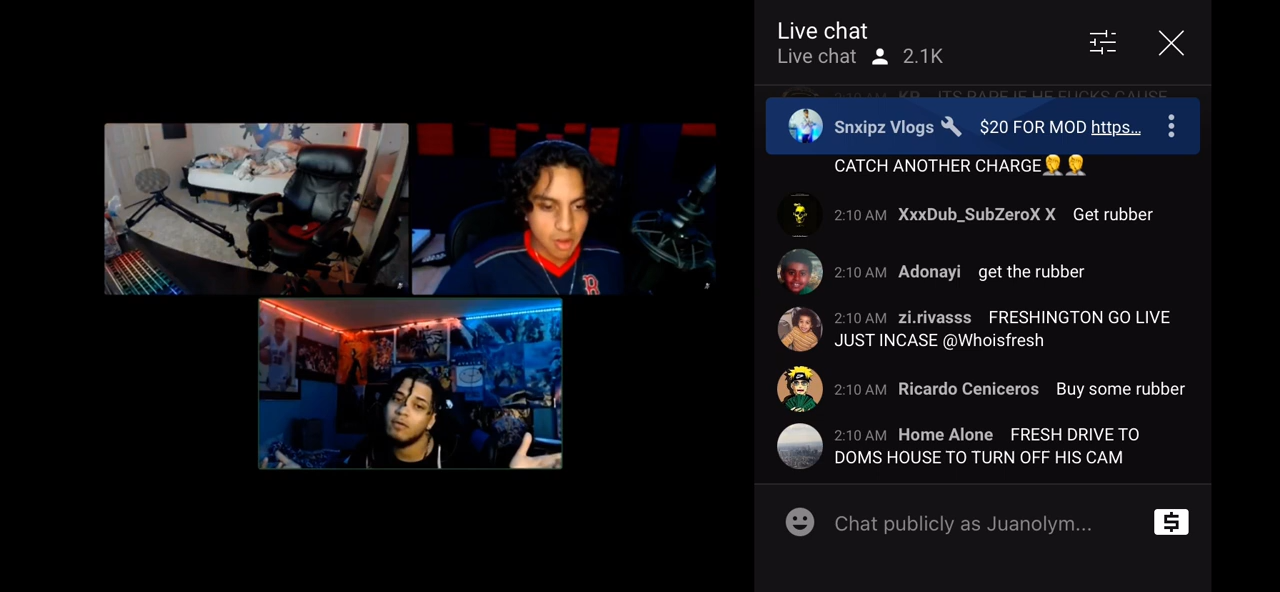 Live chat
Live chat 2.1K
Snxipz Vlogs $20 FOR MOD https...
CATCH ANOTHER CHARGE🤦🤦
2:10 AM XxxDub_SubZeroX X Get rubber
2:10 AM Adonayi get the rubber
2:10 AM zi.rivasss FRESHINGTON GO LIVE
JUST INCASE @Whoisfresh
2:10 AM Ricardo Ceniceros Buy some rubber
2:10 AM Home Alone FRESH DRIVE TO
DOMS HOUSE TO TURN OFF HIS CAM
Chat publicly as Juanolym...